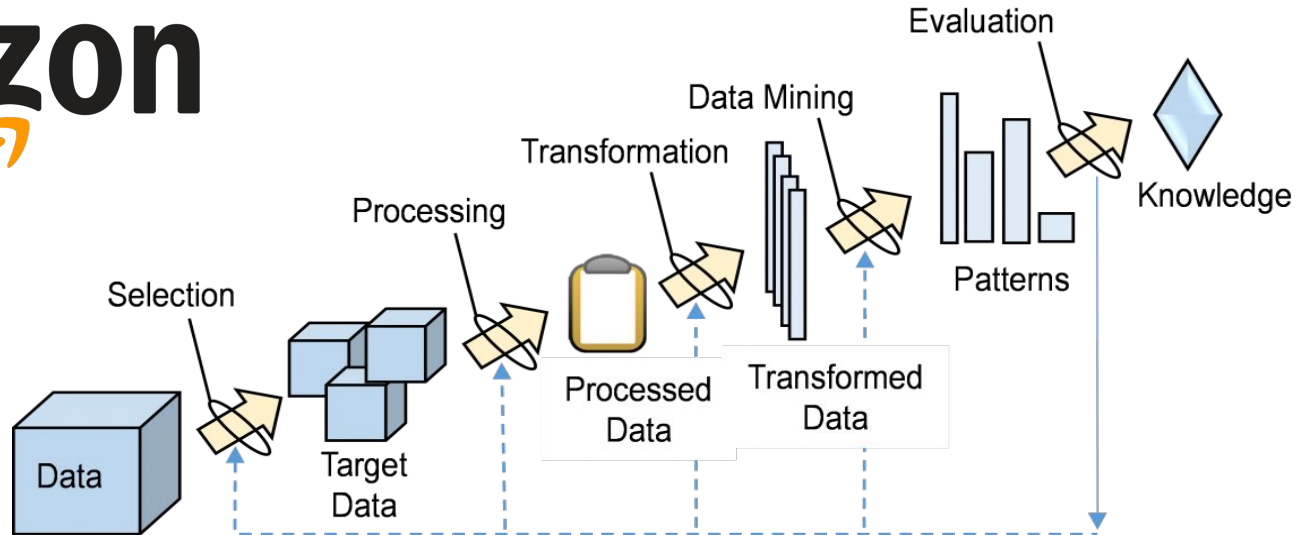 zon
Evaluation
Data Mining
Transformation
Knowledge
Processing
Patterns
Selection
Processed
Data
Transformed
Data
Data
Target
Data